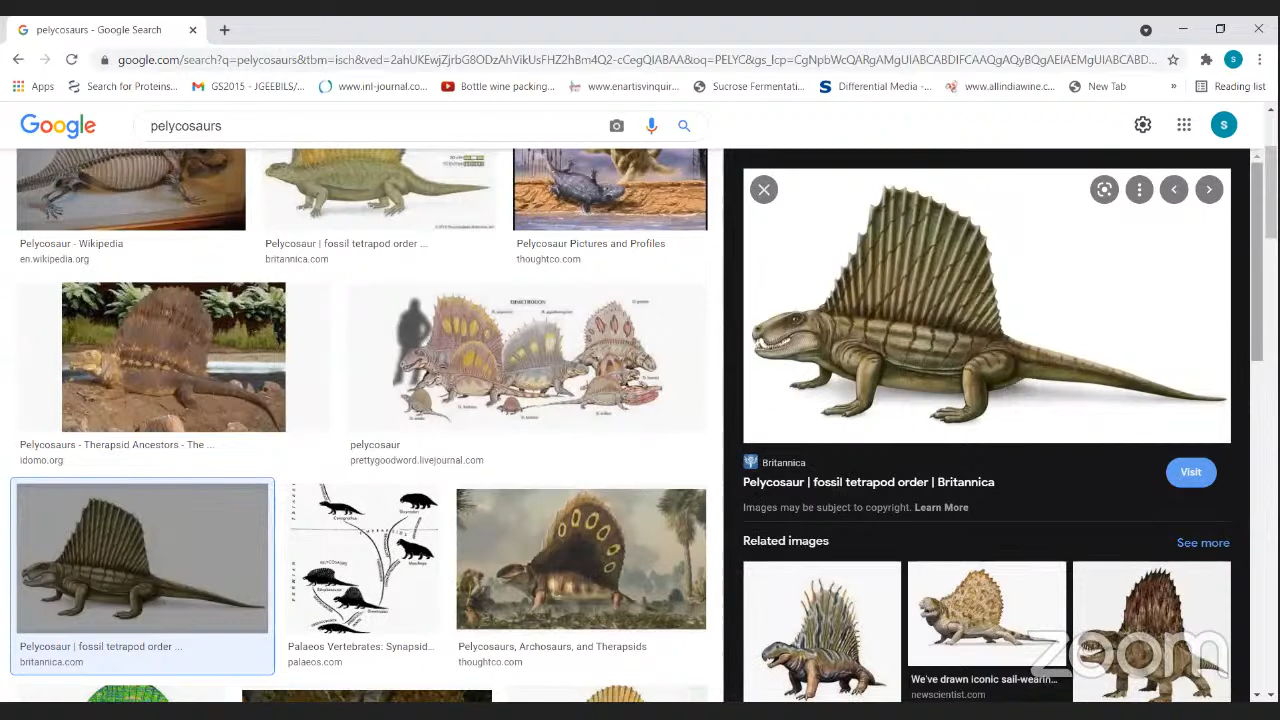 pelycosaurs - Google Search
google.com/search?q=pelycosaurs&tbm=isch&ved=2ahUKEwjZjrbG8ODzAhVikUsFHZ2hBm4Q2-cCegQIABAA&oq=PELYC&gs_lcp=CgNpbWcQARgAMgUIABCABDIFCAAQgAQyBQgAEIAEMgUIABCABD...
Apps
Search for Proteins...
GS2015 - JGEEBILS/...
www.inl-journal.co...
Bottle wine packing...
www.enartisvinquir...
Sucrose Fermentati...
Differential Media -...
www.allindiawine.c...
New Tab
»
Reading list
Google
pelycosaurs
s
Pelycosaur - Wikipedia
en.wikipedia.org
Pelycosaur | fossil tetrapod order ...
britannica.com
Pelycosaur Pictures and Profiles
thoughtco.com
DIMETRODON
Pelycosaurs - Therapsid Ancestors - The ...
idomo.org
pelycosaur
prettygoodword.livejournal.com
Pelycosaur | fossil tetrapod order ...
britannica.com
Palaeos Vertebrates: Synapsid...
palaeos.com
Pelycosaurs, Archosaurs, and Therapsids
thoughtco.com
Britannica
Visit
Pelycosaur | fossil tetrapod order | Britannica
Images may be subject to copyright. Learn More
Related images
See more
We've drawn iconic sail-wearin...
newscientist.com
zoom